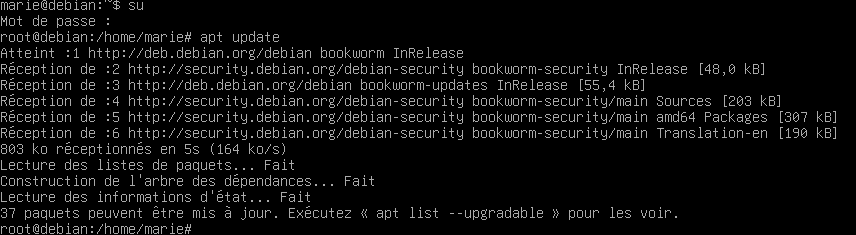 marie@debian:~$ su
Mot de passe :
root@debian:/home/marie# apt update
Atteint :1 http://deb.debian.org/debian bookworm InRelease
Réception de :2 http://security.debian.org/debian-security bookworm-security InRelease [48,0 kB]
Réception de :3 http://deb.debian.org/debian bookworm-updates InRelease [55,4 kB]
Réception de :4 http://security.debian.org/debian-security bookworm-security/main Sources [203 kB]
Réception de :5 http://security.debian.org/debian-security bookworm-security/main amd64 Packages [307 kB]
Réception de :6 http://security.debian.org/debian-security bookworm-security/main Translation-en [190 kB]
803 ko réceptionnés en 5s (164 ko/s)
Lecture des listes de paquets... Fait
Construction de l'arbre des dépendances... Fait
Lecture des informations d'état... Fait
37 paquets peuvent être mis à jour. Exécutez « apt list --upgradable » pour les voir.
root@debian:/home/marie#